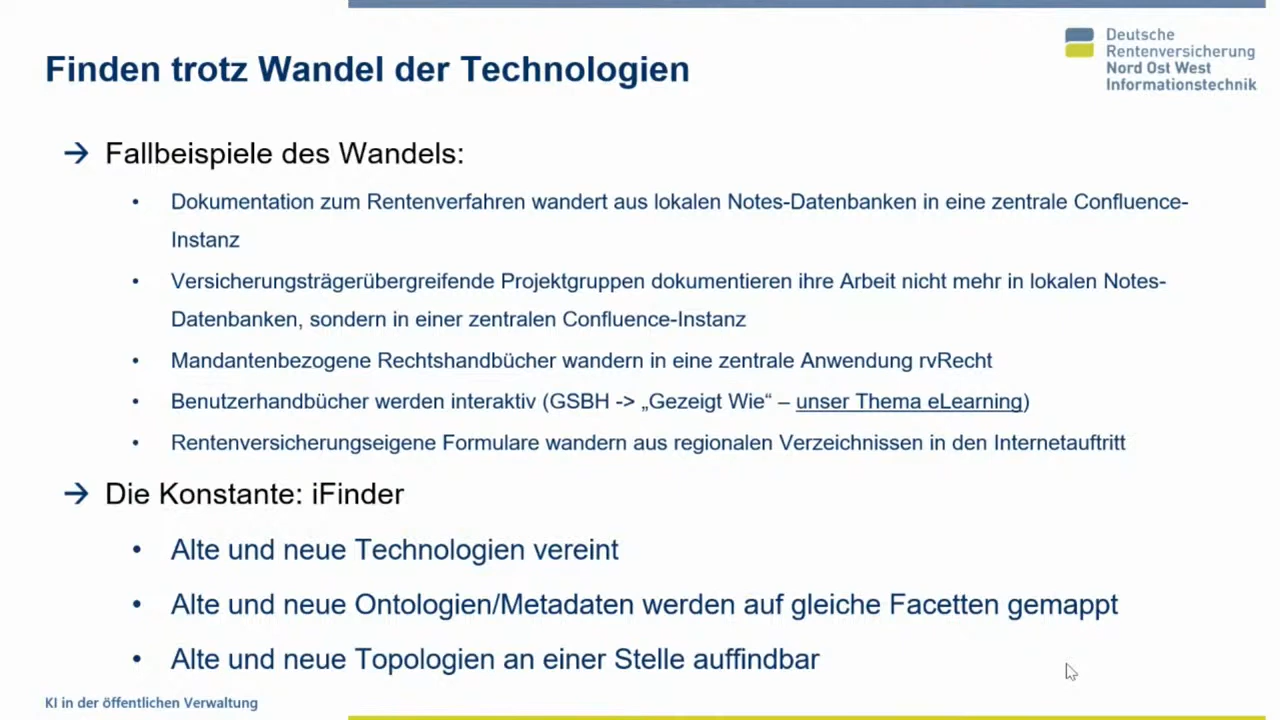 Deutsche
Rentenversicherung
Nord Ost West
Informationstechnik
Finden trotz Wandel der Technologien
→ Fallbeispiele des Wandels:
• Dokumentation zum Rentenverfahren wandert aus lokalen Notes-Datenbanken in eine zentrale Confluence-
Instanz
• Versicherungsträgerübergreifende Projektgruppen dokumentieren ihre Arbeit nicht mehr in lokalen Notes-
Datenbanken, sondern in einer zentralen Confluence-Instanz
• Mandantenbezogene Rechtshandbücher wandern in eine zentrale Anwendung rvRecht
• Benutzerhandbücher werden interaktiv (GSBH -> „Gezeigt Wie“ – unser Thema eLearning)
• Rentenversicherungseigene Formulare wandern aus regionalen Verzeichnissen in den Internetauftritt
→ Die Konstante: iFinder
• Alte und neue Technologien vereint
• Alte und neue Ontologien/Metadaten werden auf gleiche Facetten gemappt
• Alte und neue Topologien an einer Stelle auffindbar
KI in der öffentlichen Verwaltung